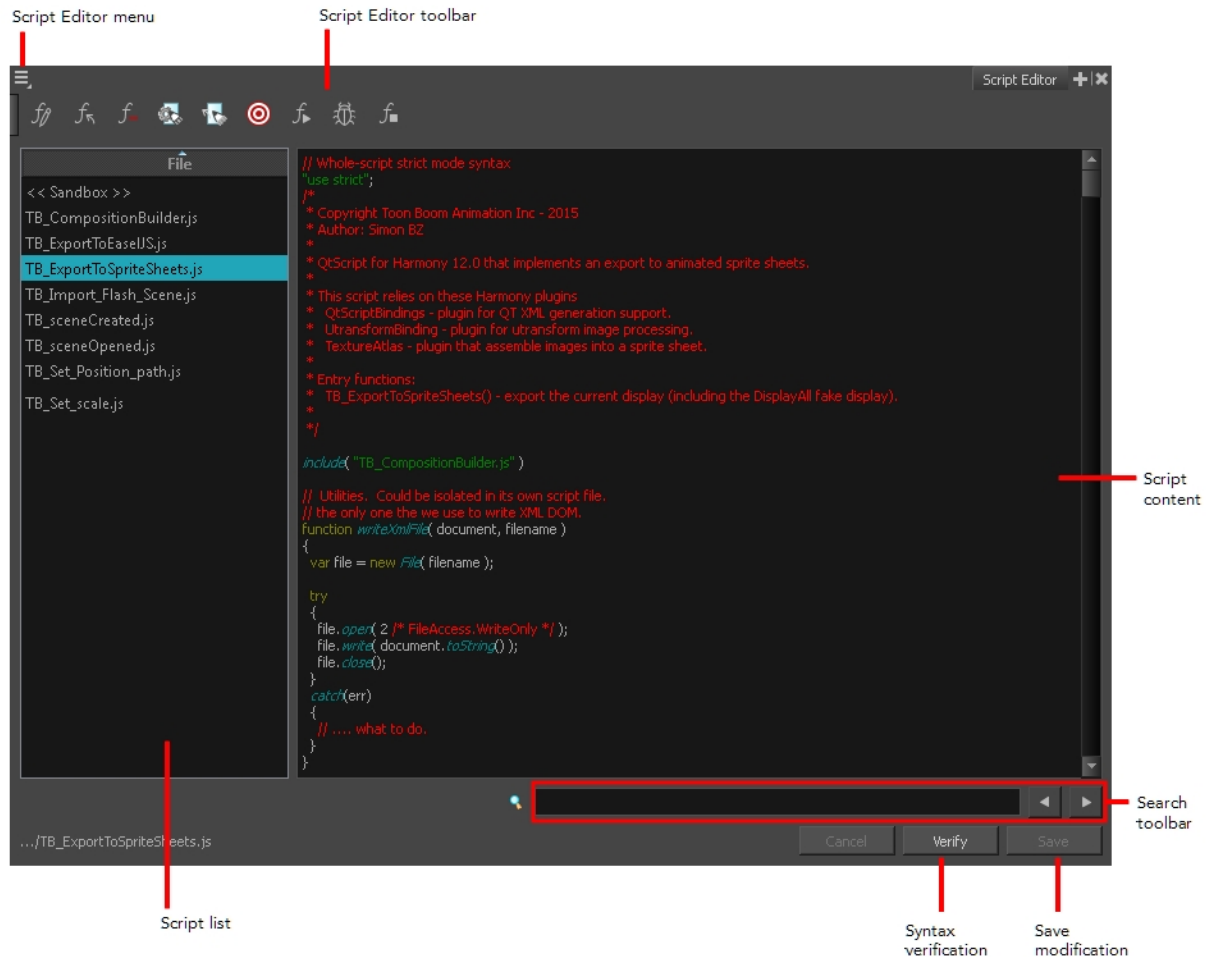 Script Editor menu
Script Editor toolbar
Script Editor
File
<< Sandbox >>
TB_CompositionBuilder.js
TB_ExportToEaselJS.js
TB_ExportToSpriteSheets.js
TB_Import_Flash_Scene.js
TB_sceneCreated.js
TB_sceneOpened.js
TB_Set_Position_path.js
TB_Set_scale.js
// Whole-script strict mode syntax
"use strict";
/*
* Copyright Toon Boom Animation Inc - 2015
* Author: Simon BZ
*
* QtScript for Harmony 12.0 that implements an export to animated sprite sheets.
*
* This script relies on these Harmony plugins
* QtScriptBindings - plugin for QT XML generation support.
* UtransformBinding - plugin for utransform image processing.
* TextureAtlas - plugin that assemble images into a sprite sheet.
*
* Entry functions:
* TB_ExportToSpriteSheets() - export the current display (including the DisplayAll fake display).
*
*/
include( "TB_CompositionBuilder.js" )
// Utilities. Could be isolated in its own script file.
// the only one the we use to write XML DOM.
function writeXmlFile( document, filename )
{
var file = new File( filename );
try
{
file.open( 2 /* FileAccess.WriteOnly */ );
file.write( document.toString() );
file.close();
}
catch(err)
{
// .... what to do.
}
}
Script
content
Search
toolbar
.../TB_ExportToSpriteSheets.js
Cancel
Verify
Save
Script list
Syntax
verification
Save
modification